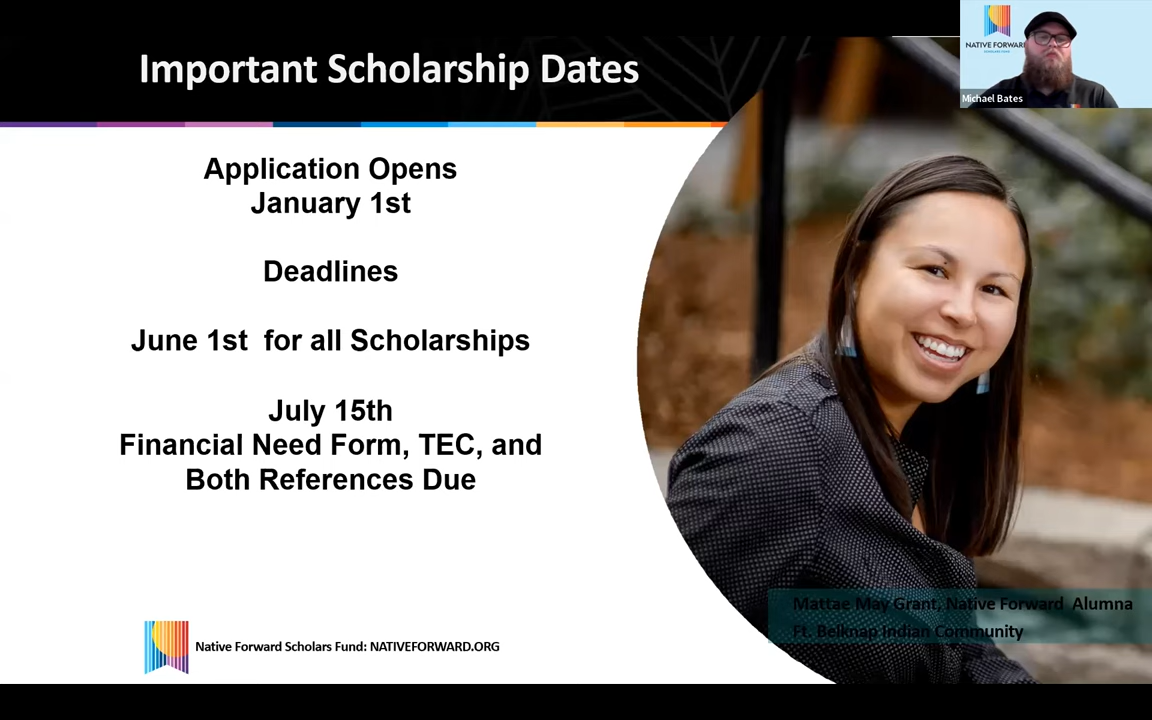 Important Scholarship Dates
NATIVE FORWARD
Michael Bates
Application Opens
January 1st
Deadlines
June 1st for all Scholarships
July 15th
Financial Need Form, TEC, and
Both References Due
Mattae May Grant, Native Forward Alumna
Ft. Belknap Indian Community
Native Forward Scholars Fund: NATIVEFORWARD.ORG